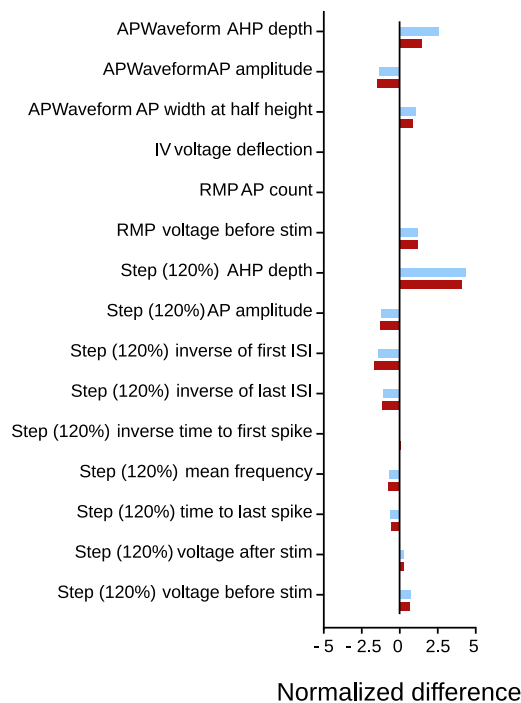 APWaveform AHP depth
APWaveformAP amplitude
APWaveform AP width at half height
IV voltage deflection
RMP AP count
RMP voltage before stim
Step (120%) AHP depth
Step (120%) AP amplitude
Step (120%) inverse of first ISI
Step (120%) inverse of last ISI
Step (120%) inverse time to first spike
Step (120%) mean frequency
Step (120%) time to last spike
Step (120%) voltage after stim
Step (120%) voltage before stim
- 5 - 2.5 0 2.5 5
Normalized difference